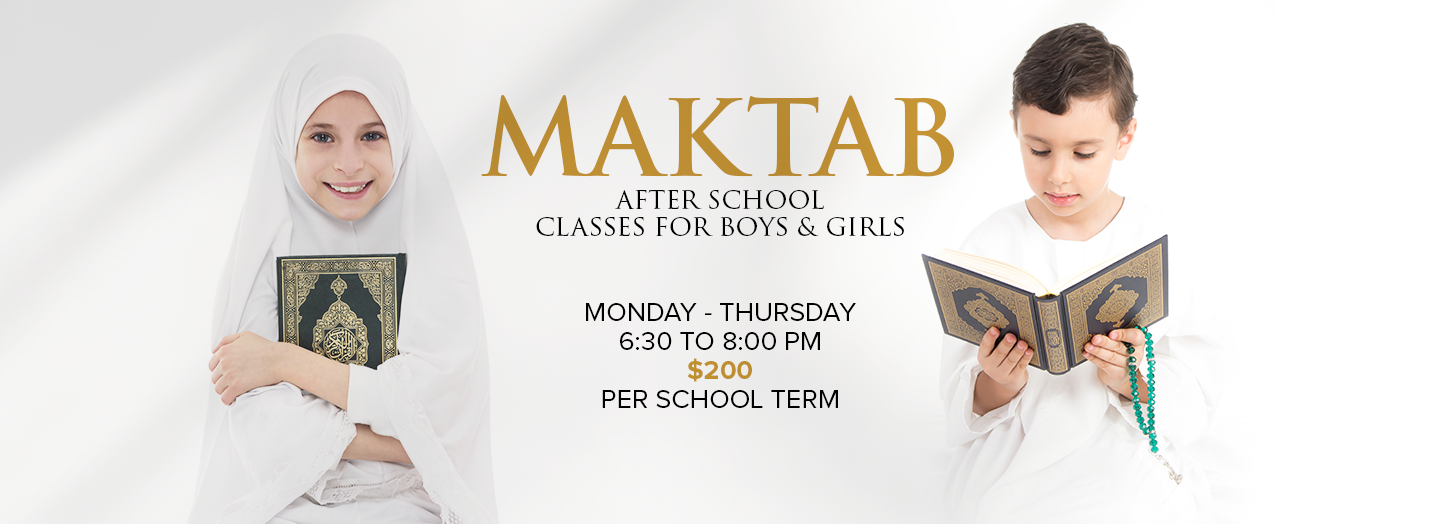 MAKTAB
AFTER SCHOOL
CLASSES FOR BOYS & GIRLS
MONDAY - THURSDAY
6:30 TO 8:00 PM
$200
PER SCHOOL TERM